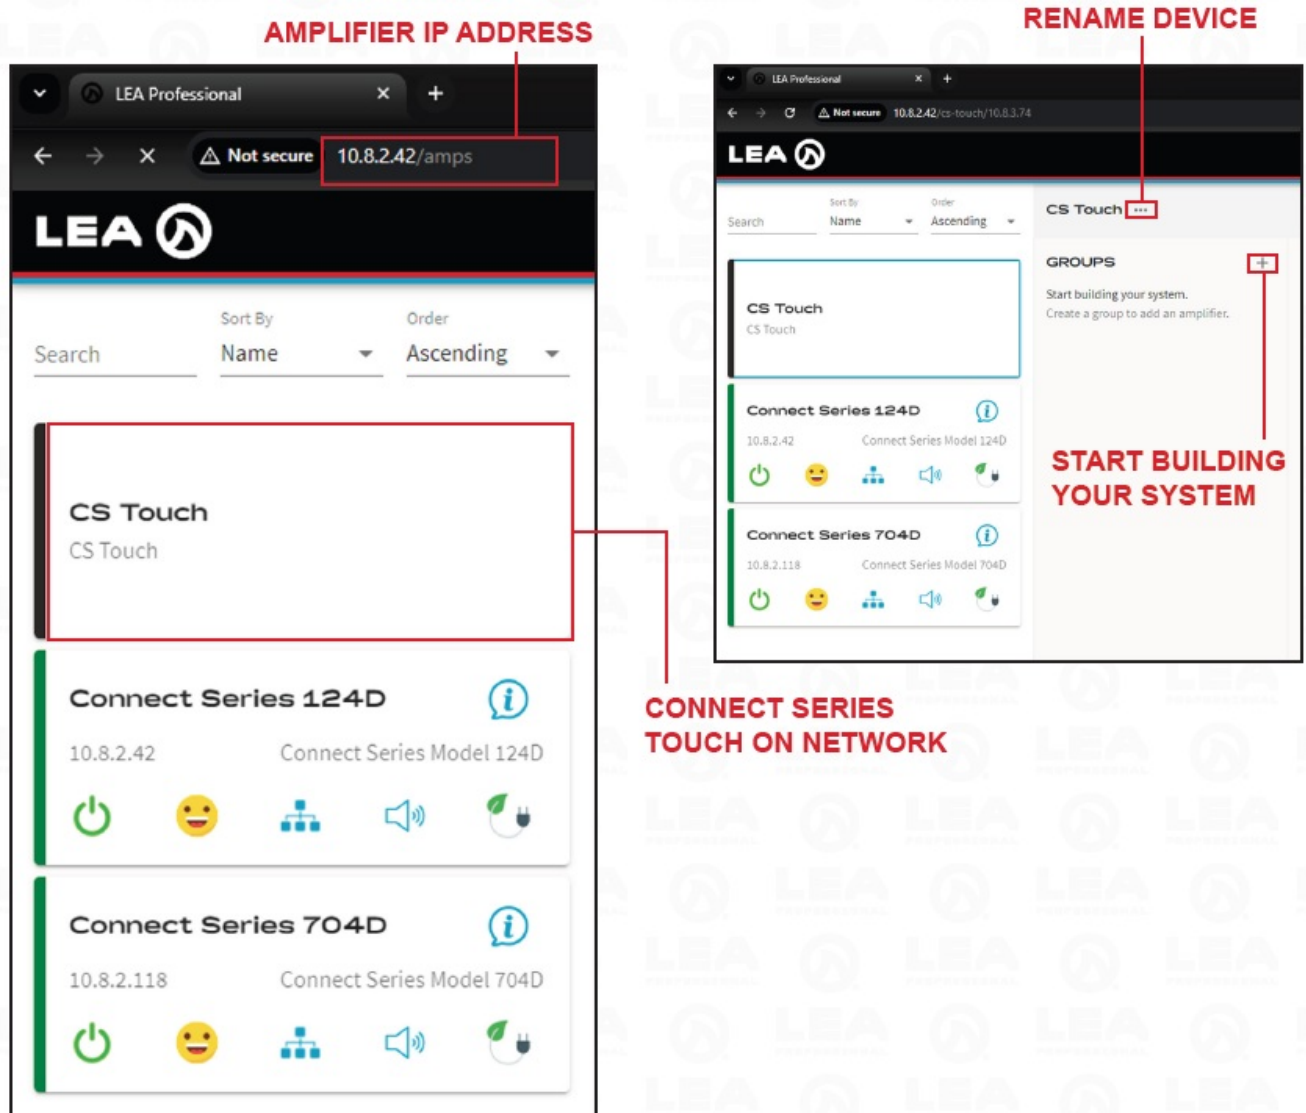 AMPLIFIER IP ADDRESS
LEA Professional
Not secure 10.8.2.42/amps
LEA
Search
Sort By
Name
Order
Ascending
CS Touch
CS Touch
Connect Series 124D
10.8.2.42 Connect Series Model 124D
Connect Series 704D
10.8.2.118 Connect Series Model 704D
CONNECT SERIES
TOUCH ON NETWORK
RENAME DEVICE
LEA Professional
Not secure 10.8.2.42/cs-touch/10.8.3.74
LEA
Search
Sort By
Name
Order
Ascending
CS Touch
CS Touch
Connect Series 124D
10.8.2.42 Connect Series Model 124D
Connect Series 704D
10.8.2.118 Connect Series Model 704D
CS Touch ...
GROUPS +
Start building your system.
Create a group to add an amplifier.
START BUILDING
YOUR SYSTEM